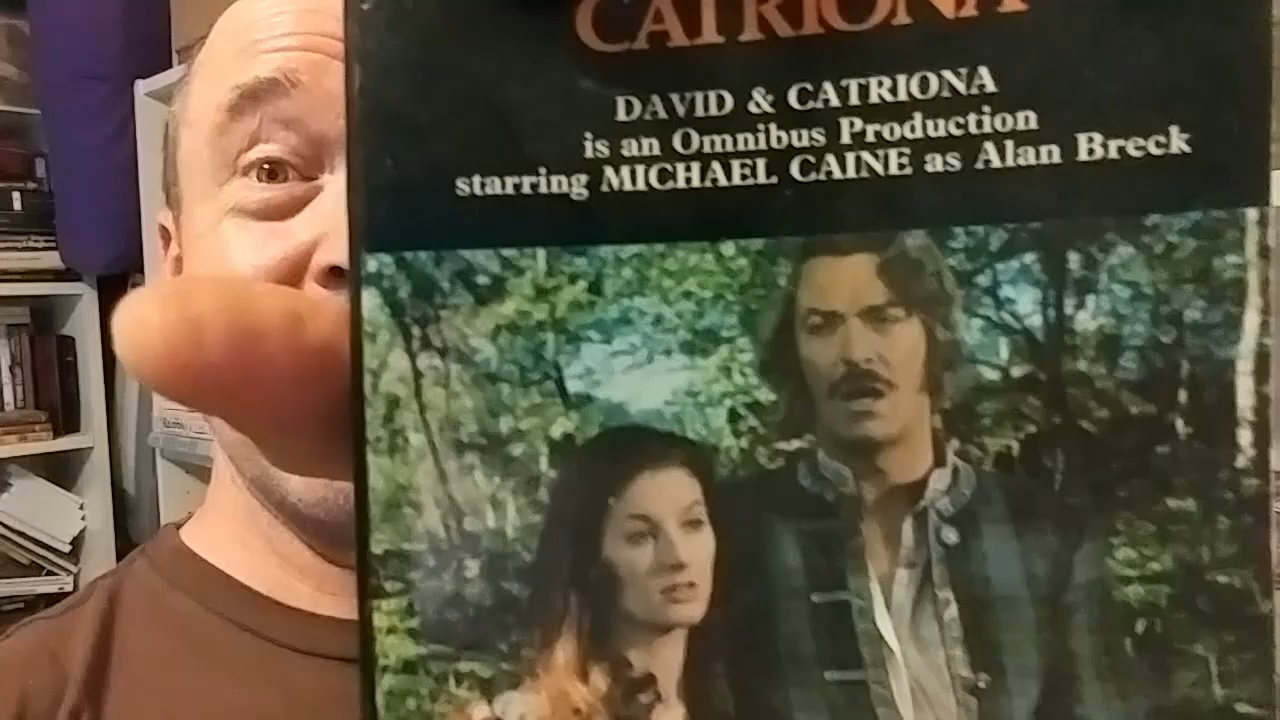 CATRIONA
DAVID & CATRIONA
is an Omnibus Production
starring MICHAEL CAINE as Alan Breck